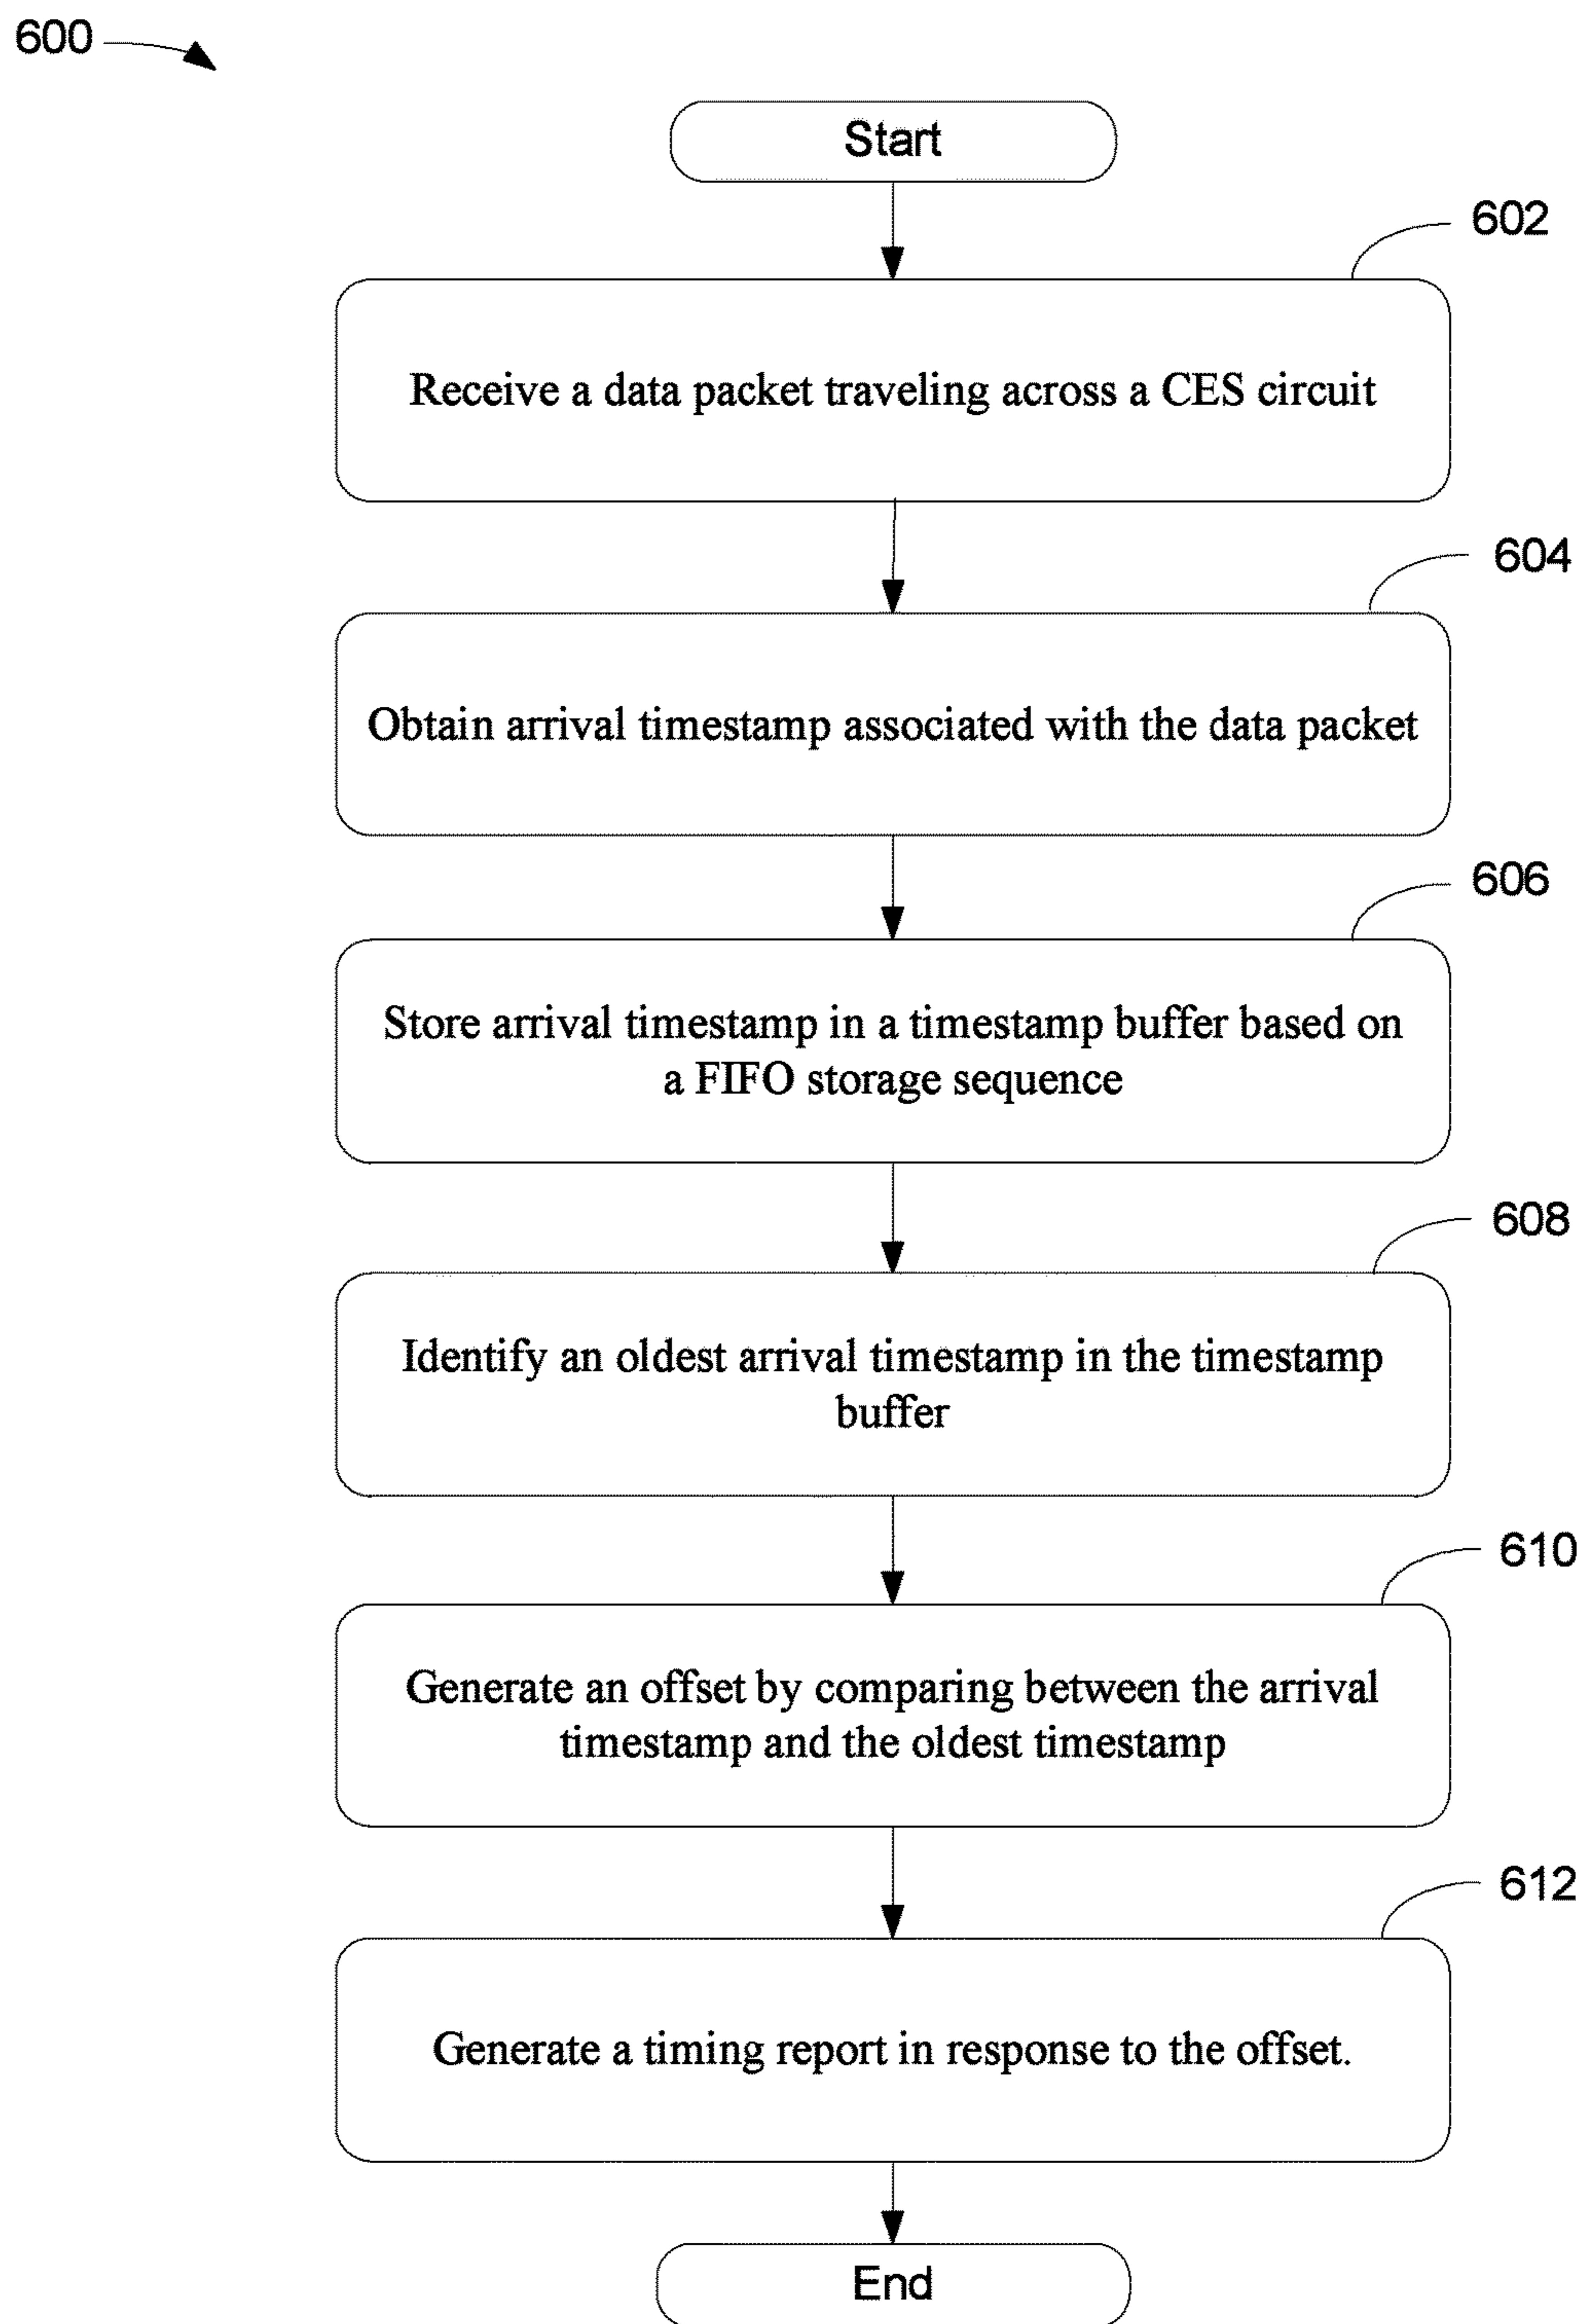 600
Start
602
Receive a data packet traveling across a CES circuit
604
Obtain arrival timestamp associated with the data packet
606
Store arrival timestamp in a timestamp buffer based on
a FIFO storage sequence
608
Identify an oldest arrival timestamp in the timestamp
buffer
610
Generate an offset by comparing between the arrival
timestamp and the oldest timestamp
612
Generate a timing report in response to the offset.
End